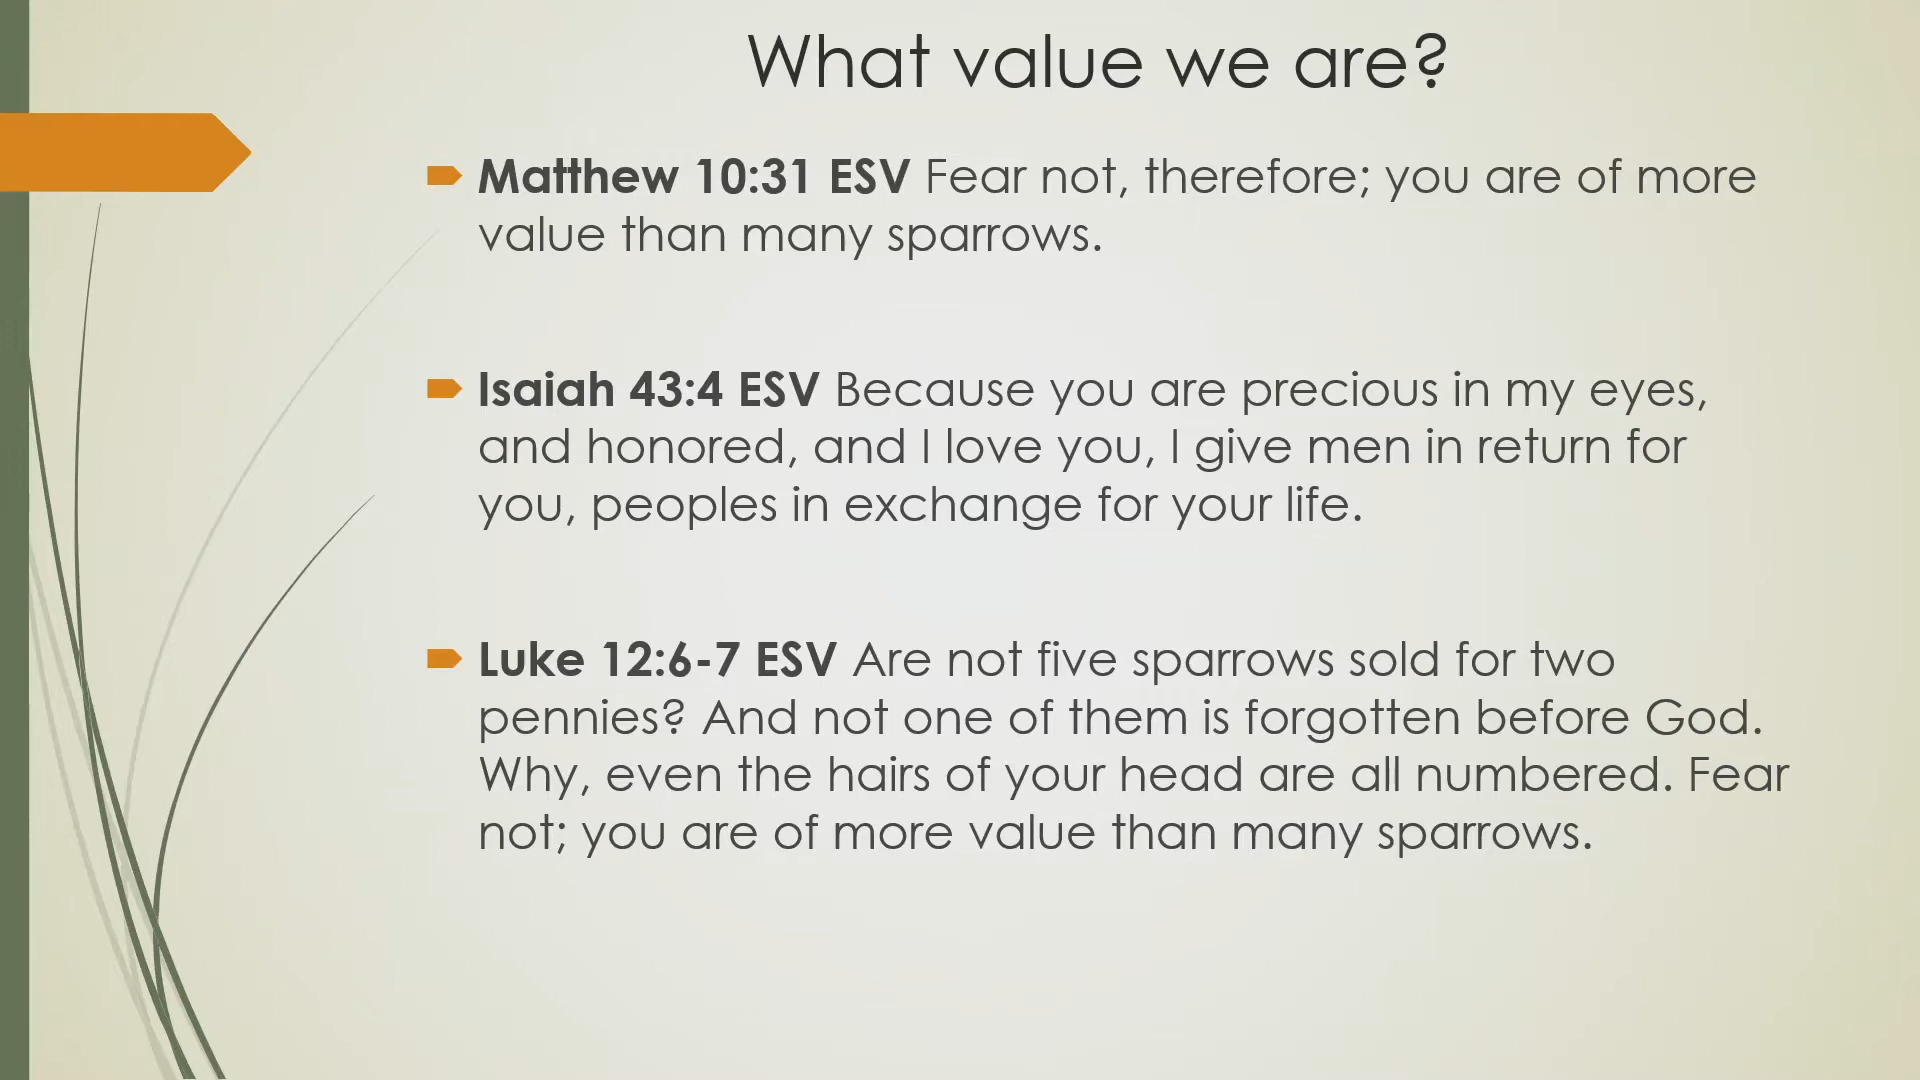 What value we are?
Matthew 10:31 ESV Fear not, therefore; you are of more
value than many sparrows.
Isaiah 43:4 ESV Because you are precious in my eyes,
and honored, and I love you, I give men in return for
you, peoples in exchange for your life.
Luke 12:6-7 ESV Are not five sparrows sold for two
pennies? And not one of them is forgotten before God.
Why, even the hairs of your head are all numbered. Fear
not; you are of more value than many sparrows.